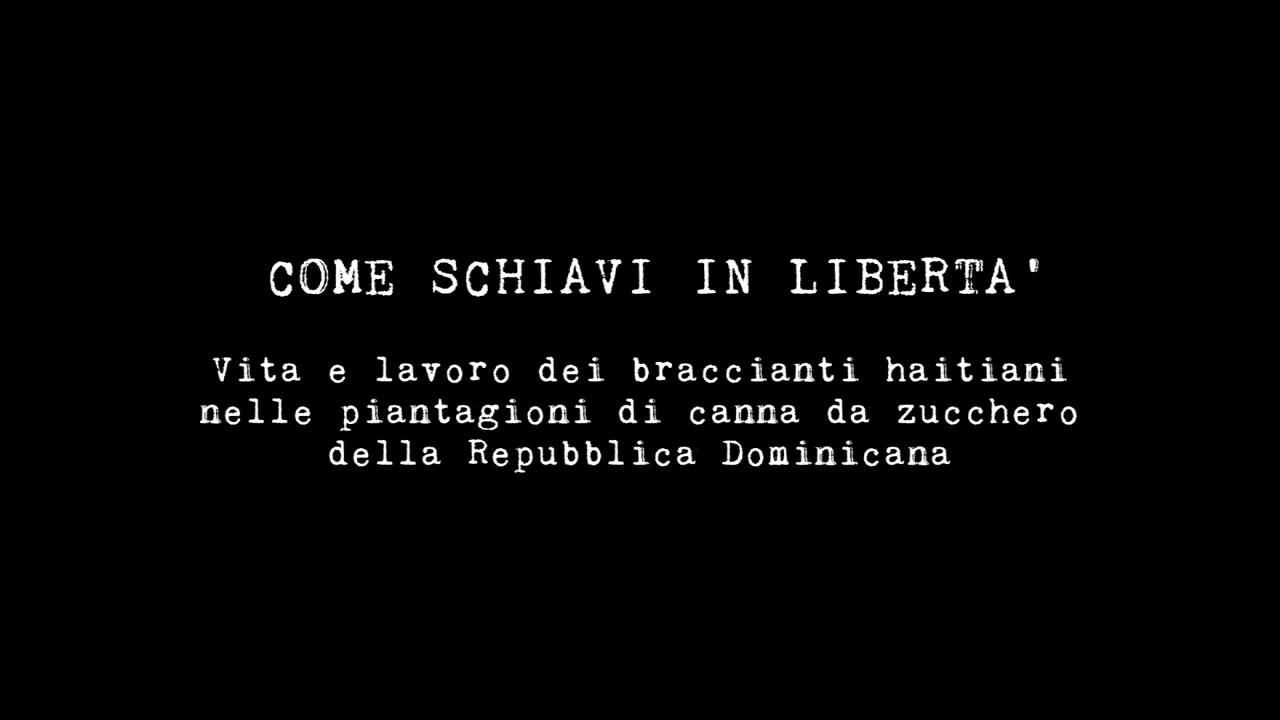 COME SCHIAVI IN LIBERTA'
Vita e lavoro dei braccianti haitiani
nelle piantagioni di canna da zucchero
della Repubblica Dominicana